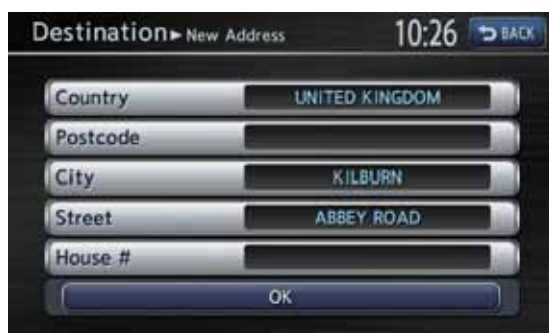 Destination ► New Address 10:26 BACK
Country UNITED KINGDOM
Postcode
City KILBURN
Street ABBEY ROAD
House #
OK